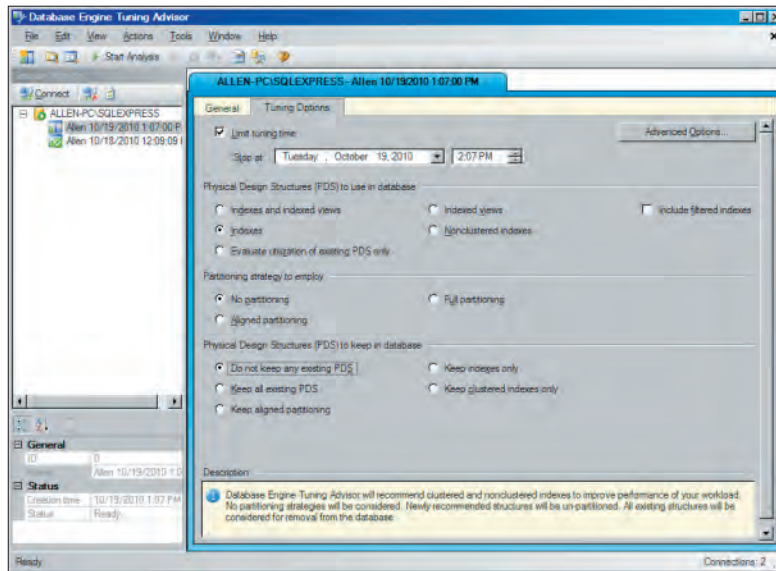 Database Engine Tuning Advisor
File Edit View Actions Tools Window Help
Start Analysis
Connect
ALLEN-PC\SQLEXPRESS
Allen 10/19/2010 1:07:00 P
Allen 10/18/2010 12:09:09
ALLEN-PC\SQLEXPRESS - Allen 10/19/2010 1:07:00 PM
General Tuning Options
Limit tuning time
Advanced Options...
Stop at: Tuesday , October 19, 2010 2:07 PM
Physical Design Structures (PDS) to use in database
Indexes and indexed views
Indexed views
Include filtered indexes
Indexes
Nonclustered indexes
Evaluate utilization of existing PDS only
Partitioning strategy to employ
No partitioning
Full partitioning
Aligned partitioning
Physical Design Structures (PDS) to keep in database
Do not keep any existing PDS
Keep indexes only
Keep all existing PDS
Keep clustered indexes only
Keep aligned partitioning
General
ID 0
Allen 10/19/2010 1:0
Status
Creation time 10/19/2010 1:07 PM
Status Ready
Description
Database Engine Tuning Advisor will recommend clustered and nonclustered indexes to improve performance of your workload.
No partitioning strategies will be considered. Newly recommended structures will be un-partitioned. All existing structures will be
considered for removal from the database.
Ready
Connections: 2